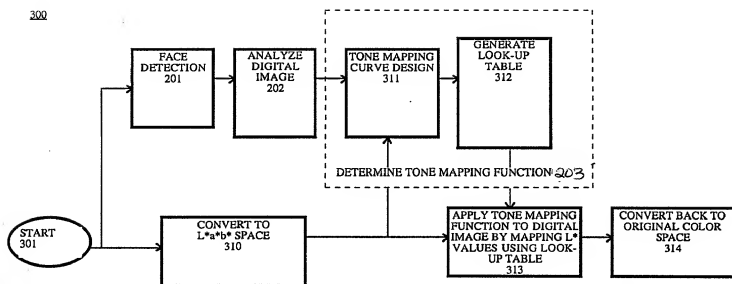 300
FACE
DETECTION
201
ANALYZE
DIGITAL
IMAGE
202
TONE MAPPING
CURVE DESIGN
311
GENERATE
LOOK-UP
TABLE
312
DETERMINE TONE MAPPING FUNCTION 203
START
301
CONVERT TO
L*a*b* SPACE
310
APPLY TONE MAPPING
FUNCTION TO DIGITAL
IMAGE BY MAPPING L*
VALUES USING LOOK-
UP TABLE
313
CONVERT BACK TO
ORIGINAL COLOR
SPACE
314